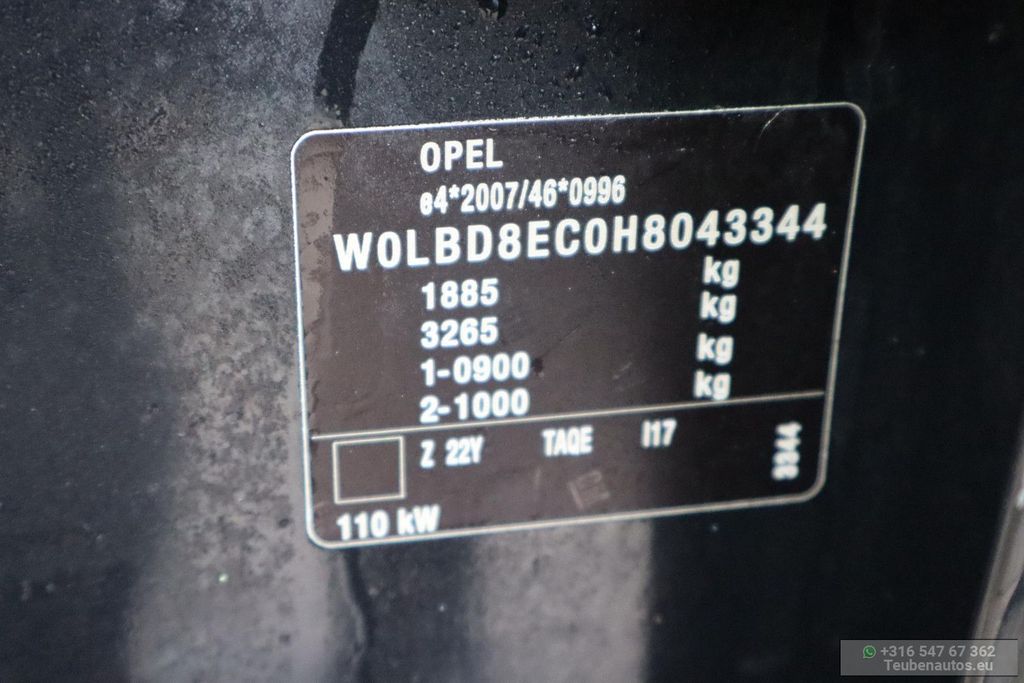 OPEL
e4*2007/46*0996
W0LBD8EC0H8043344
1885 kg
3265 kg
1-0900 kg
2-1000 kg
Z 22Y TAQE I17 3344
110 kW
+316 547 67 362
Teubenautos.eu